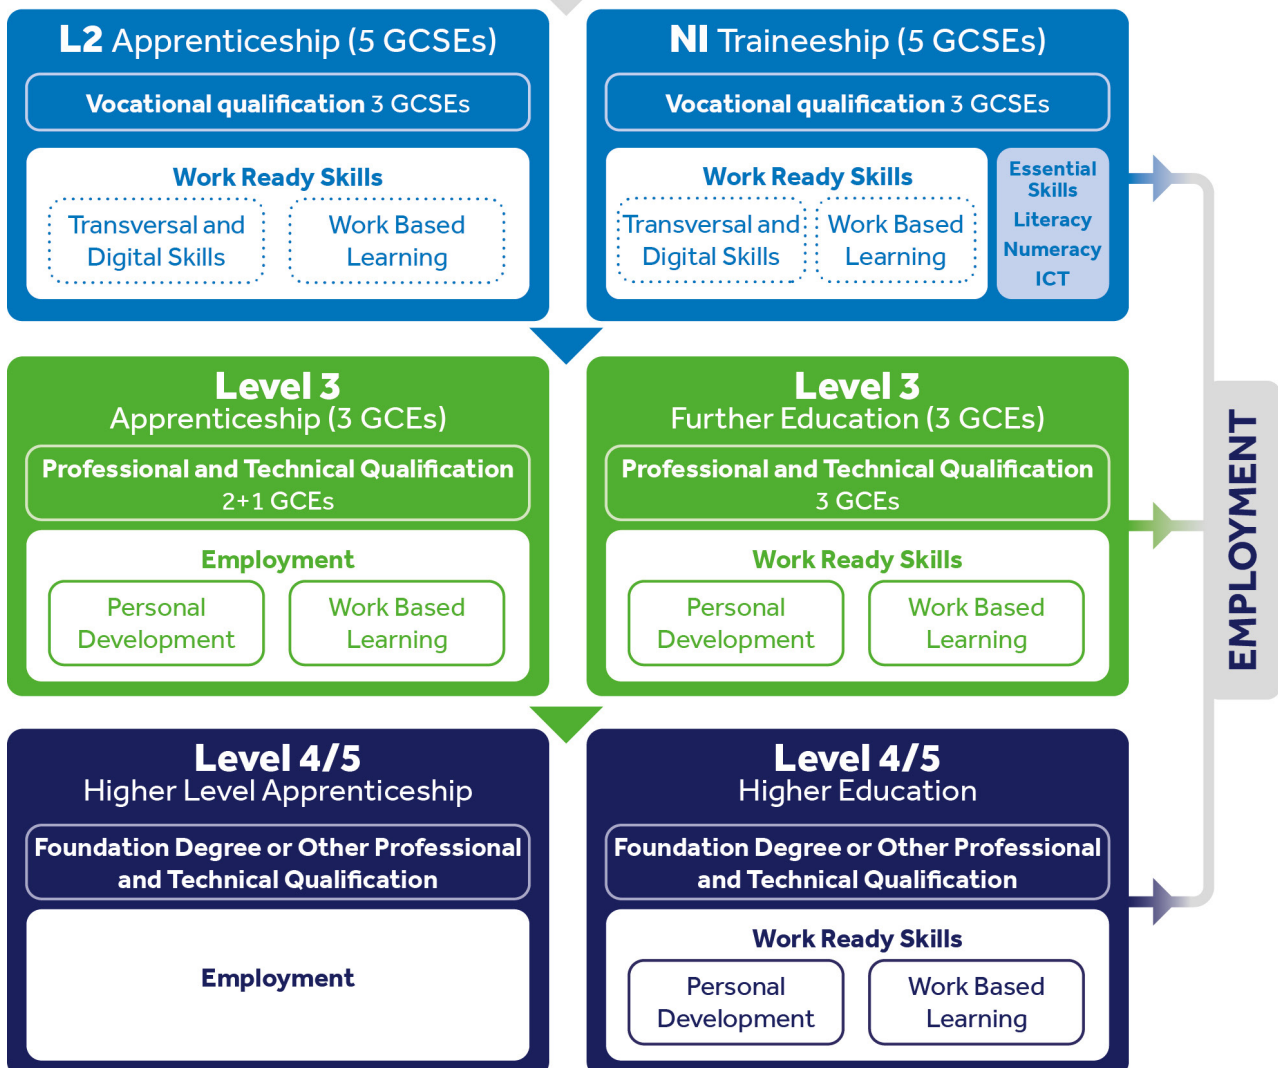 L2 Apprenticeship (5 GCSEs)
Vocational qualification 3 GCSEs
Work Ready Skills
Transversal and
Digital Skills
Work Based
Learning
NI Traineeship (5 GCSEs)
Vocational qualification 3 GCSEs
Work Ready Skills
Transversal and
Digital Skills
Work Based
Learning
Essential
Skills
Literacy
Numeracy
ICT
Level 3
Apprenticeship (3 GCEs)
Professional and Technical Qualification
2+1 GCEs
Employment
Personal
Development
Work Based
Learning
Level 3
Further Education (3 GCEs)
Professional and Technical Qualification
3 GCEs
Work Ready Skills
Personal
Development
Work Based
Learning
Level 4/5
Higher Level Apprenticeship
Foundation Degree or Other Professional
and Technical Qualification
Employment
Level 4/5
Higher Education
Foundation Degree or Other Professional
and Technical Qualification
Work Ready Skills
Personal
Development
Work Based
Learning
EMPLOYMENT